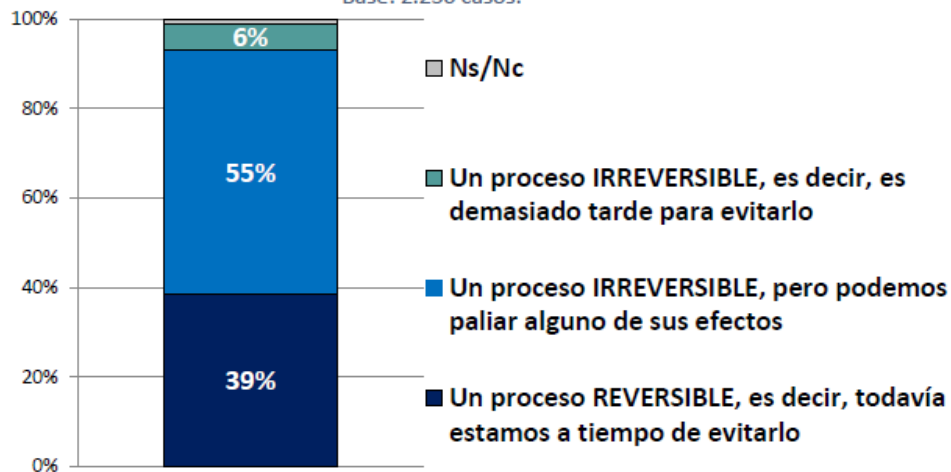 100%
6%
Ns/Nc
80%
55%
Un proceso IRREVERSIBLE, es decir, es
demasiado tarde para evitarlo
60%
Un proceso IRREVERSIBLE, pero podemos
paliar alguno de sus efectos
40%
39%
Un proceso REVERSIBLE, es decir, todavía
estamos a tiempo de evitarlo
20%
0%